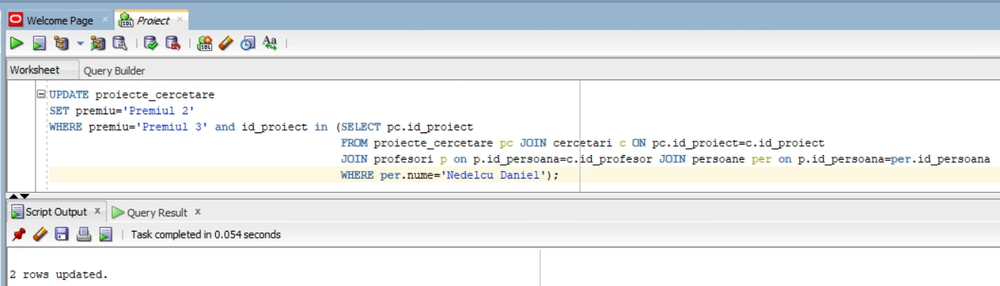 Welcome Page
Proiect
Worksheet
Query Builder
UPDATE proiecte_cercetare
SET premiu='Premiul 2'
WHERE premiu='Premiul 3' and id_proiect in (SELECT pc.id_proiect
FROM proiecte_cercetare pc JOIN cercetari c ON pc.id_proiect=c.id_proiect
JOIN profesori p on p.id_persoana=c.id_profesor JOIN persoane per on p.id_persoana=per.id_persoana
WHERE per.nume='Nedelcu Daniel');
Script Output
Query Result
Task completed in 0.054 seconds
2 rows updated.